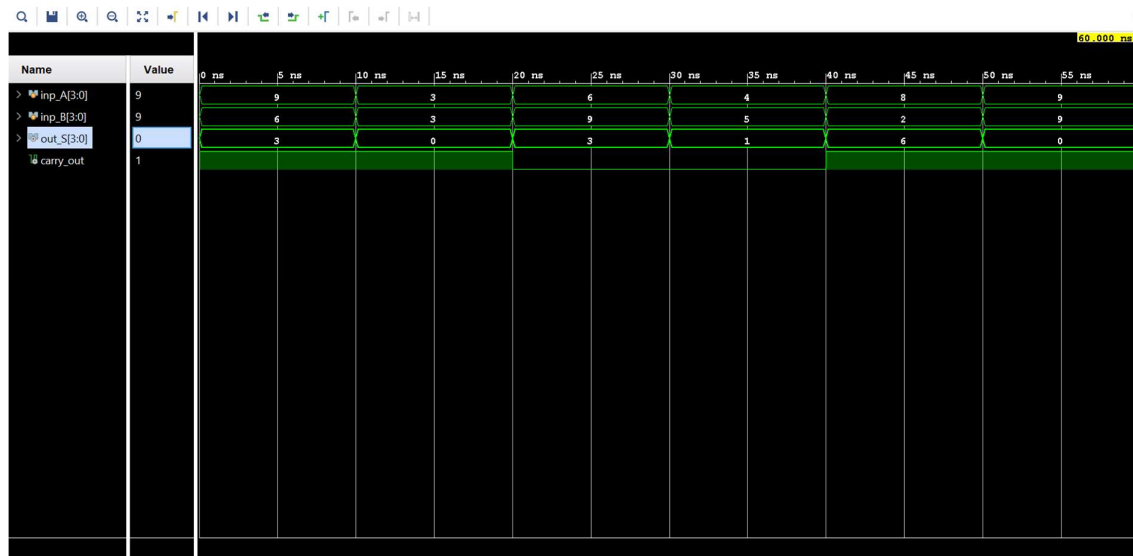 60.000 ns
Name Value
0 ns 5 ns 10 ns 15 ns 20 ns 25 ns 30 ns 35 ns 40 ns 45 ns 50 ns 55 ns
inp_A[3:0] 9 9 3 6 4 8 9
inp_B[3:0] 9 6 3 9 5 2 9
out_S[3:0] 0 3 0 3 1 6 0
carry_out 1